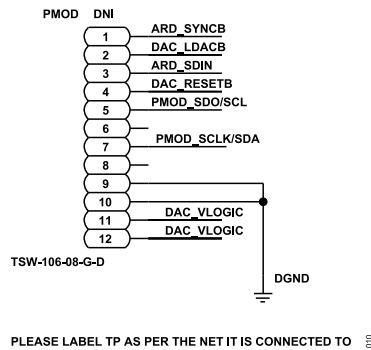 PMOD DNI
1 ARD_SYNCB
2 DAC_LDACB
3 ARD_SDIN
4 DAC_RESETB
5 PMOD_SDO/SCL
6
7 PMOD_SCLK/SDA
8
9
10
11 DAC_VLOGIC
12 DAC_VLOGIC
TSW-106-08-G-D
DGND
PLEASE LABEL TP AS PER THE NET IT IS CONNECTED TO
010